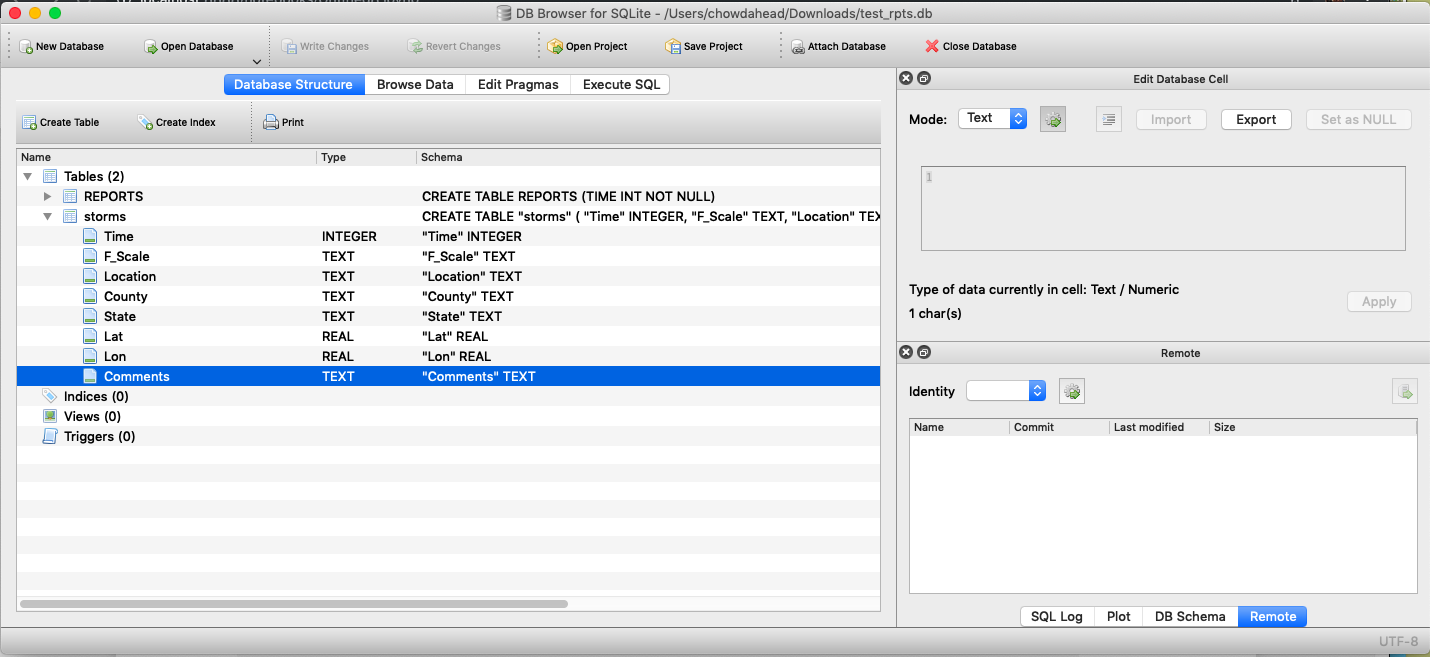 DB Browser for SQLite - /Users/chowdahead/Downloads/test_rpts.db
New Database Open Database Write Changes Revert Changes Open Project Save Project Attach Database Close Database
Database Structure Browse Data Edit Pragmas Execute SQL
Create Table Create Index Print
Name Type Schema
Tables (2)
REPORTS CREATE TABLE REPORTS (TIME INT NOT NULL)
storms CREATE TABLE "storms" ( "Time" INTEGER, "F_Scale" TEXT, "Location" TEX
Time INTEGER "Time" INTEGER
F_Scale TEXT "F_Scale" TEXT
Location TEXT "Location" TEXT
County TEXT "County" TEXT
State TEXT "State" TEXT
Lat REAL "Lat" REAL
Lon REAL "Lon" REAL
Comments TEXT "Comments" TEXT
Indices (0)
Views (0)
Triggers (0)
Edit Database Cell
Mode: Text Import Export Set as NULL
1
Type of data currently in cell: Text / Numeric
1 char(s)
Apply
Remote
Identity
Name Commit Last modified Size
SQL Log Plot DB Schema Remote
UTF-8